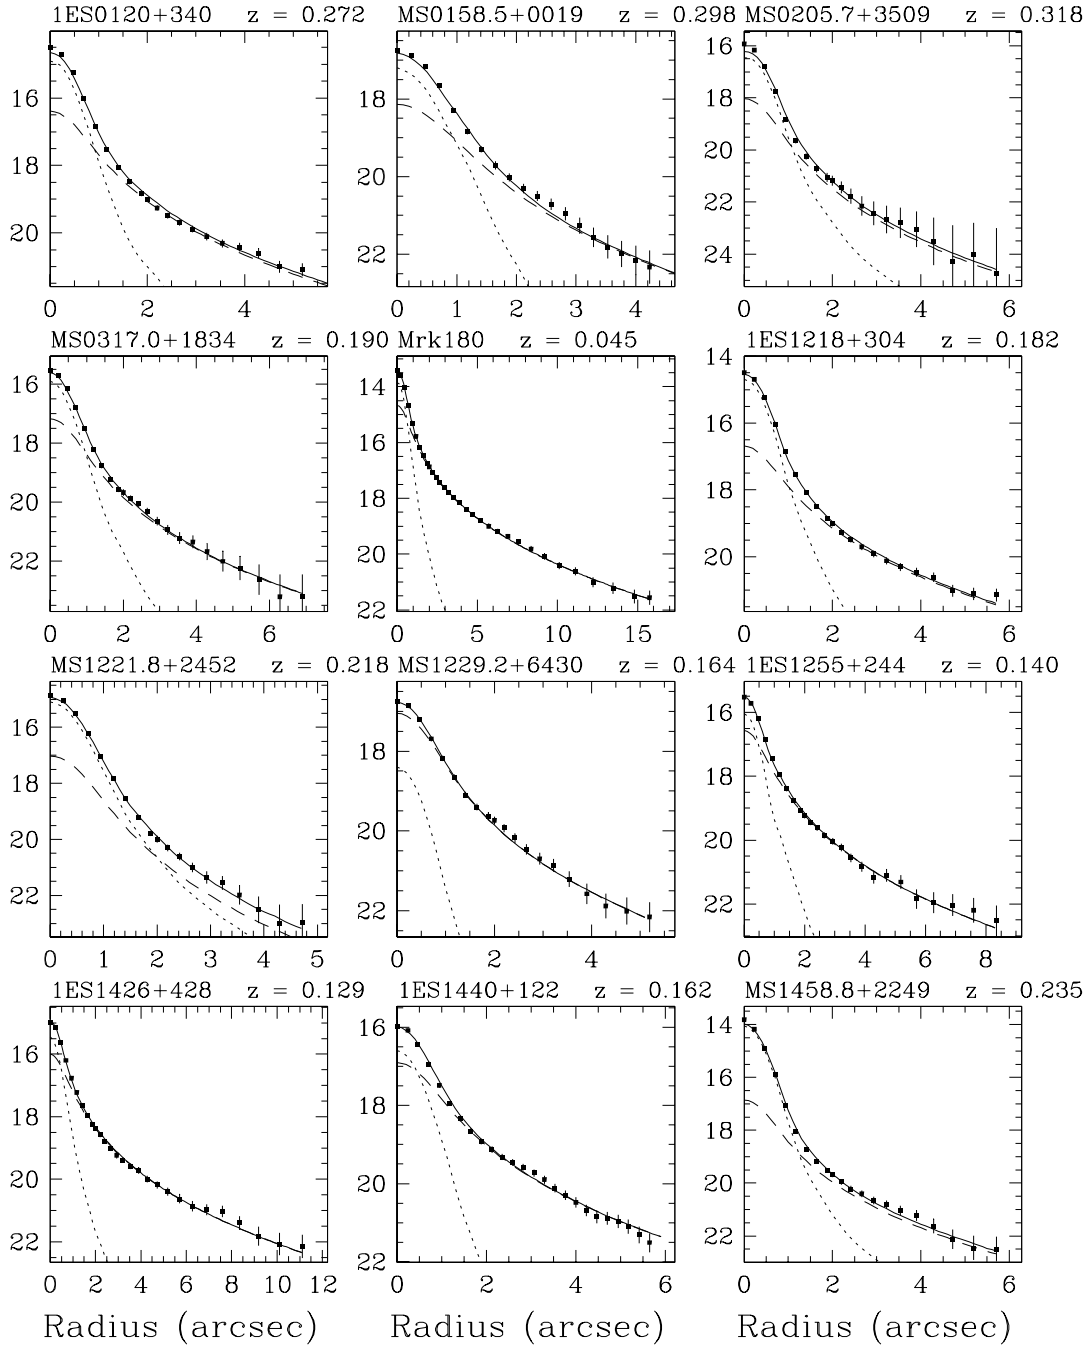 1ES0120+340 z = 0.272
MS0158.5+0019 z = 0.298
MS0205.7+3509 z = 0.318
16
18
20
0 2 4
18
20
22
0 1 2 3 4
16
18
20
22
24
0 2 4 6
MS0317.0+1834 z = 0.190
Mrk180 z = 0.045
1ES1218+304 z = 0.182
16
18
20
22
0 2 4 6
14
16
18
20
22
0 5 10 15
14
16
18
20
0 2 4 6
MS1221.8+2452 z = 0.218
MS1229.2+6430 z = 0.164
1ES1255+244 z = 0.140
16
18
20
22
0 1 2 3 4 5
18
20
22
0 2 4
16
18
20
22
0 2 4 6 8
1ES1426+428 z = 0.129
1ES1440+122 z = 0.162
MS1458.8+2249 z = 0.235
16
18
20
22
0 2 4 6 8 10 12
16
18
20
22
0 2 4 6
14
16
18
20
22
0 2 4 6
Radius (arcsec)
Radius (arcsec)
Radius (arcsec)